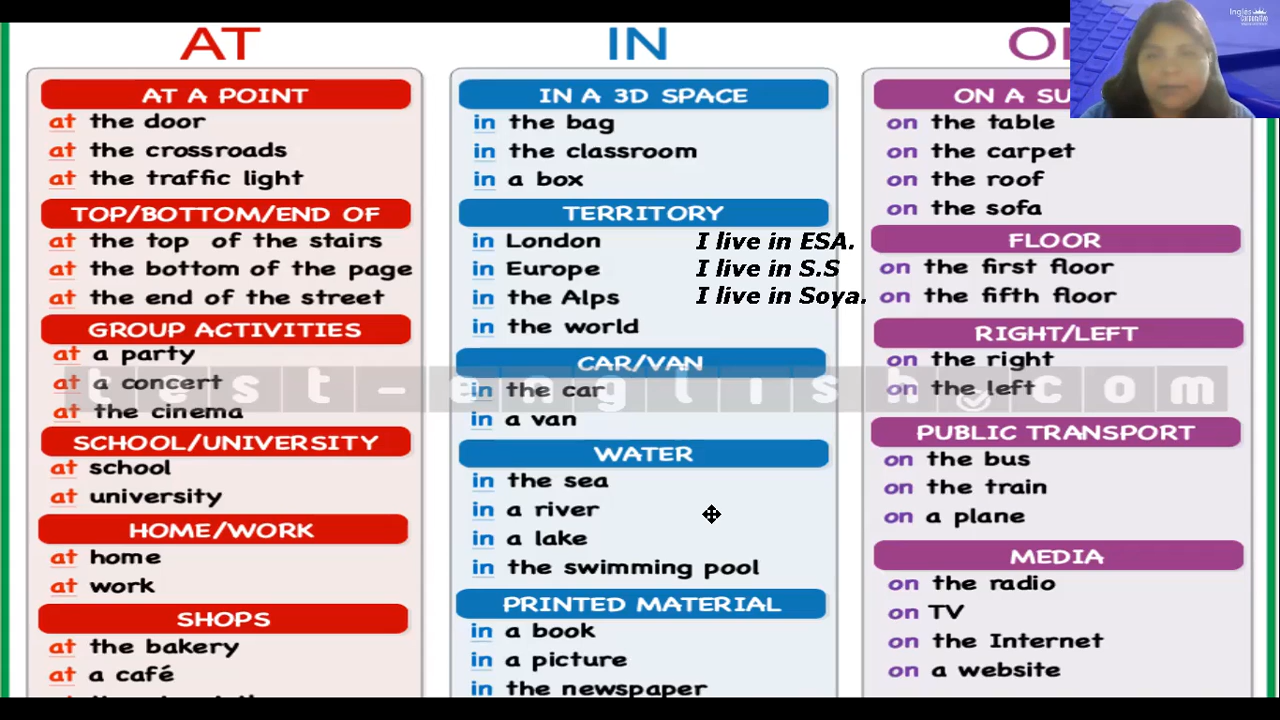 AT
AT A POINT
at the door
at the crossroads
at the traffic light
TOP/BOTTOM/END OF
at the top of the stairs
at the bottom of the page
at the end of the street
GROUP ACTIVITIES
at a party
at a concert
at the cinema
SCHOOL/UNIVERSITY
at school
at university
HOME/WORK
at home
at work
SHOPS
at the bakery
at a café
IN
IN A 3D SPACE
in the bag
in the classroom
in a box
TERRITORY
in London
in Europe
in the Alps
in the world
I live in ESA.
I live in S.S
I live in Soya.
CAR/VAN
in the car
in a van
WATER
in the sea
in a river
in a lake
in the swimming pool
PRINTED MATERIAL
in a book
in a picture
in the newspaper
ON A
on the table
on the carpet
on the roof
on the sofa
FLOOR
on the first floor
on the fifth floor
RIGHT/LEFT
on the right
on the left
PUBLIC TRANSPORT
on the bus
on the train
on a plane
MEDIA
on the radio
on TV
on the Internet
on a website
test-english.com
Ingles